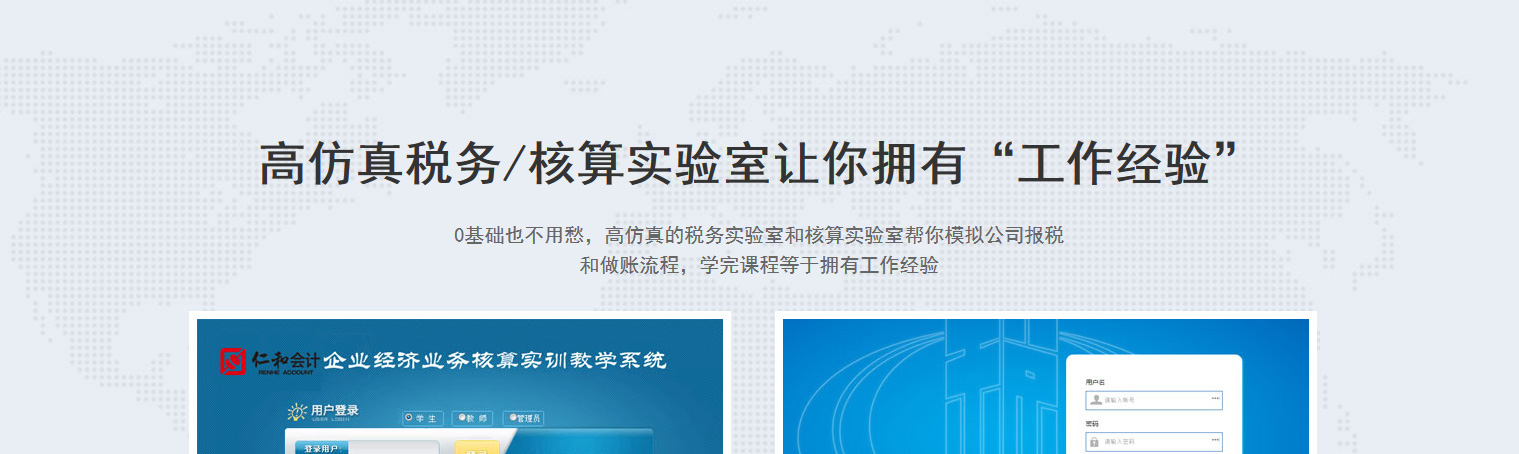 高仿真税务/核算实验室让你拥有“工作经验”
0基础也不用愁，高仿真的税务实验室和核算实验室帮你模拟公司报税
和做账流程，学完课程等于拥有工作经验
仁和会计 企业经济业务核算实训教学系统
RENHE ACCOUNT
用户登录
USER LOGIN
学 生 教 师 管理员
登录用户：
用户名
请输入账号
密码
请输入密码